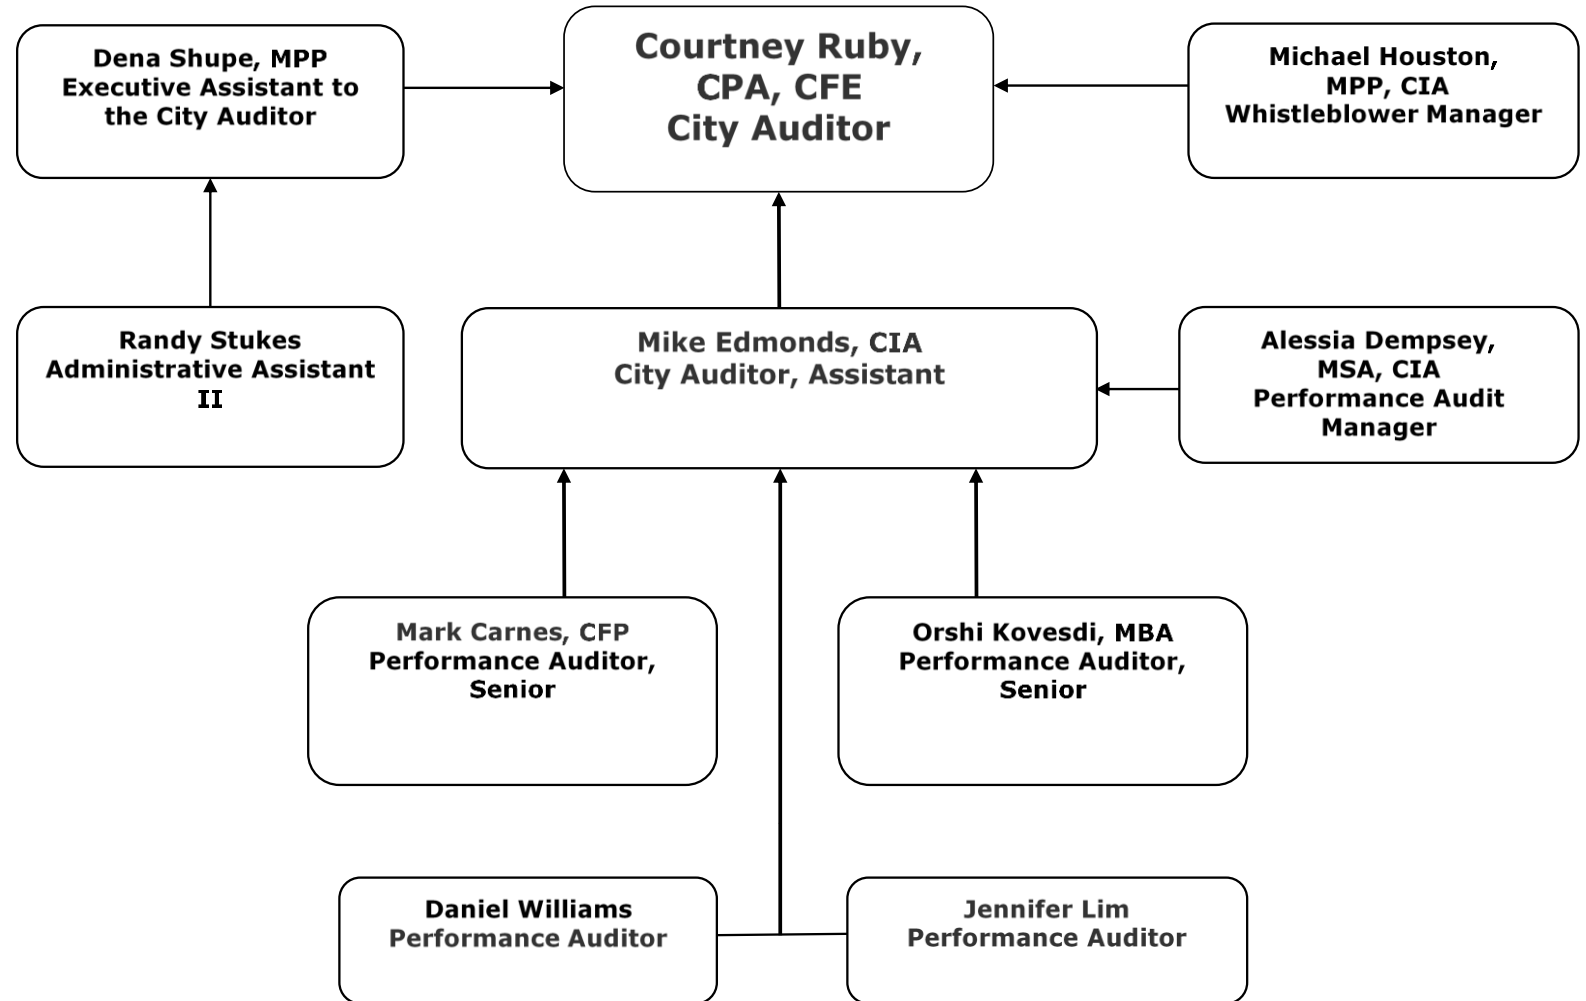 Dena Shupe, MPP
Executive Assistant to
the City Auditor
Courtney Ruby,
CPA, CFE
City Auditor
Michael Houston,
MPP, CIA
Whistleblower Manager
Randy Stukes
Administrative Assistant
II
Mike Edmonds, CIA
City Auditor, Assistant
Alessia Dempsey,
MSA, CIA
Performance Audit
Manager
Mark Carnes, CFP
Performance Auditor,
Senior
Orshi Kovesdi, MBA
Performance Auditor,
Senior
Daniel Williams
Performance Auditor
Jennifer Lim
Performance Auditor